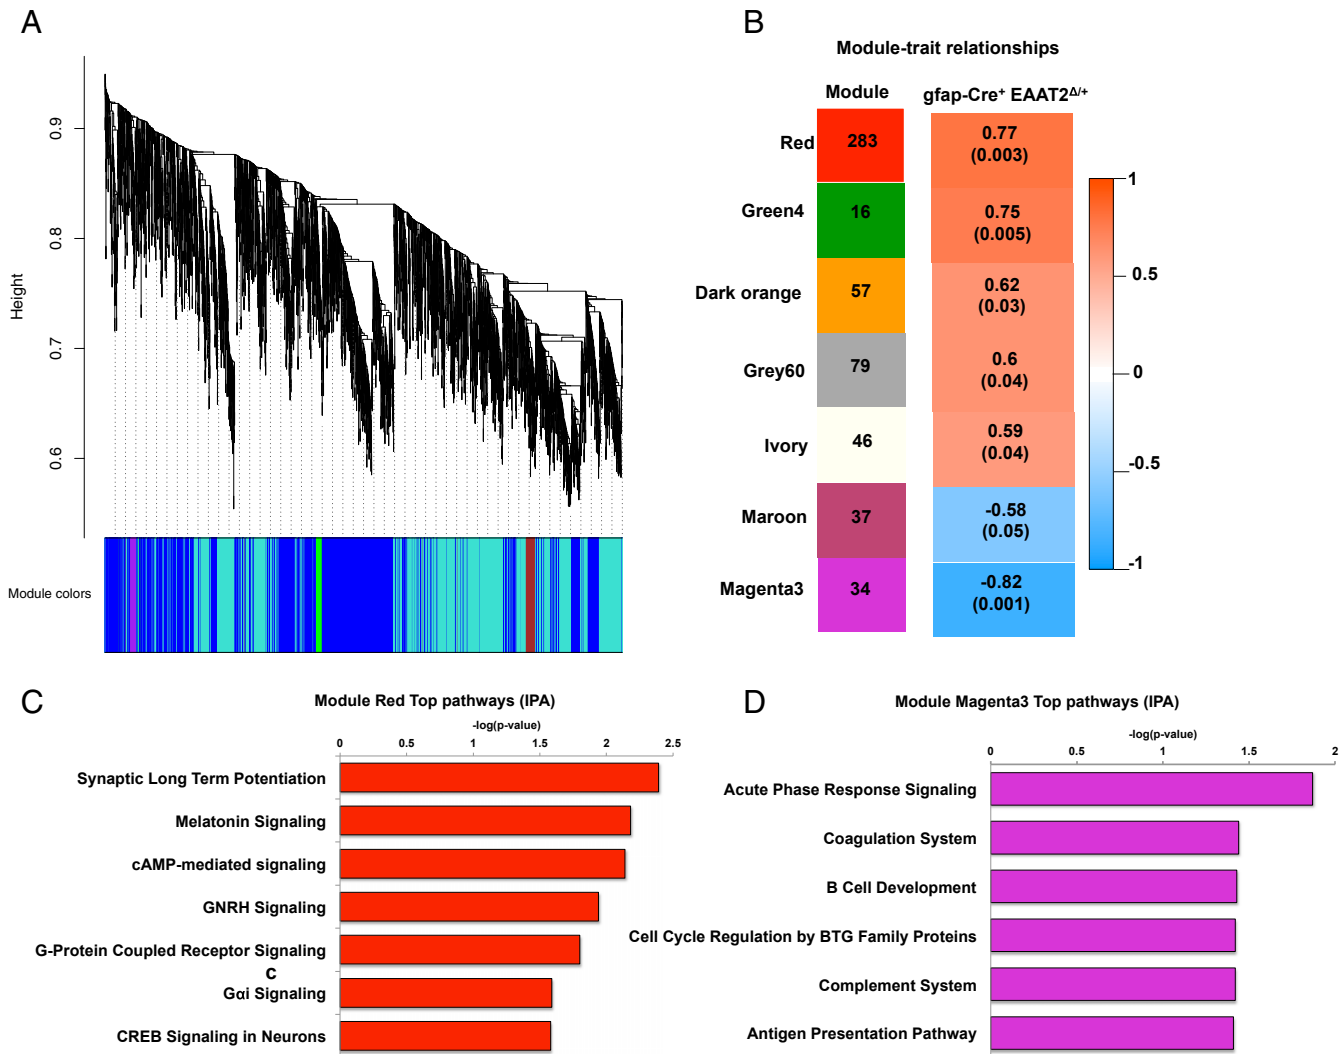 A
0.9
0.8
0.7
0.6
Height
Module colors
B
Module-trait relationships
Module gfap-Cre⁺ EAAT2^Δ/+
Red 283 0.77
(0.003)
Green4 16 0.75
(0.005)
Dark orange 57 0.62
(0.03)
Grey60 79 0.6
(0.04)
Ivory 46 0.59
(0.04)
Maroon 37 -0.58
(0.05)
Magenta3 34 -0.82
(0.001)
1
0.5
0
-0.5
-1
C
Module Red Top pathways (IPA)
-log(p-value)
0 0.5 1 1.5 2 2.5
Synaptic Long Term Potentiation
Melatonin Signaling
cAMP-mediated signaling
GNRH Signaling
G-Protein Coupled Receptor Signaling
c
Gαi Signaling
CREB Signaling in Neurons
D
Module Magenta3 Top pathways (IPA)
-log(p-value)
0 0.5 1 1.5 2
Acute Phase Response Signaling
Coagulation System
B Cell Development
Cell Cycle Regulation by BTG Family Proteins
Complement System
Antigen Presentation Pathway